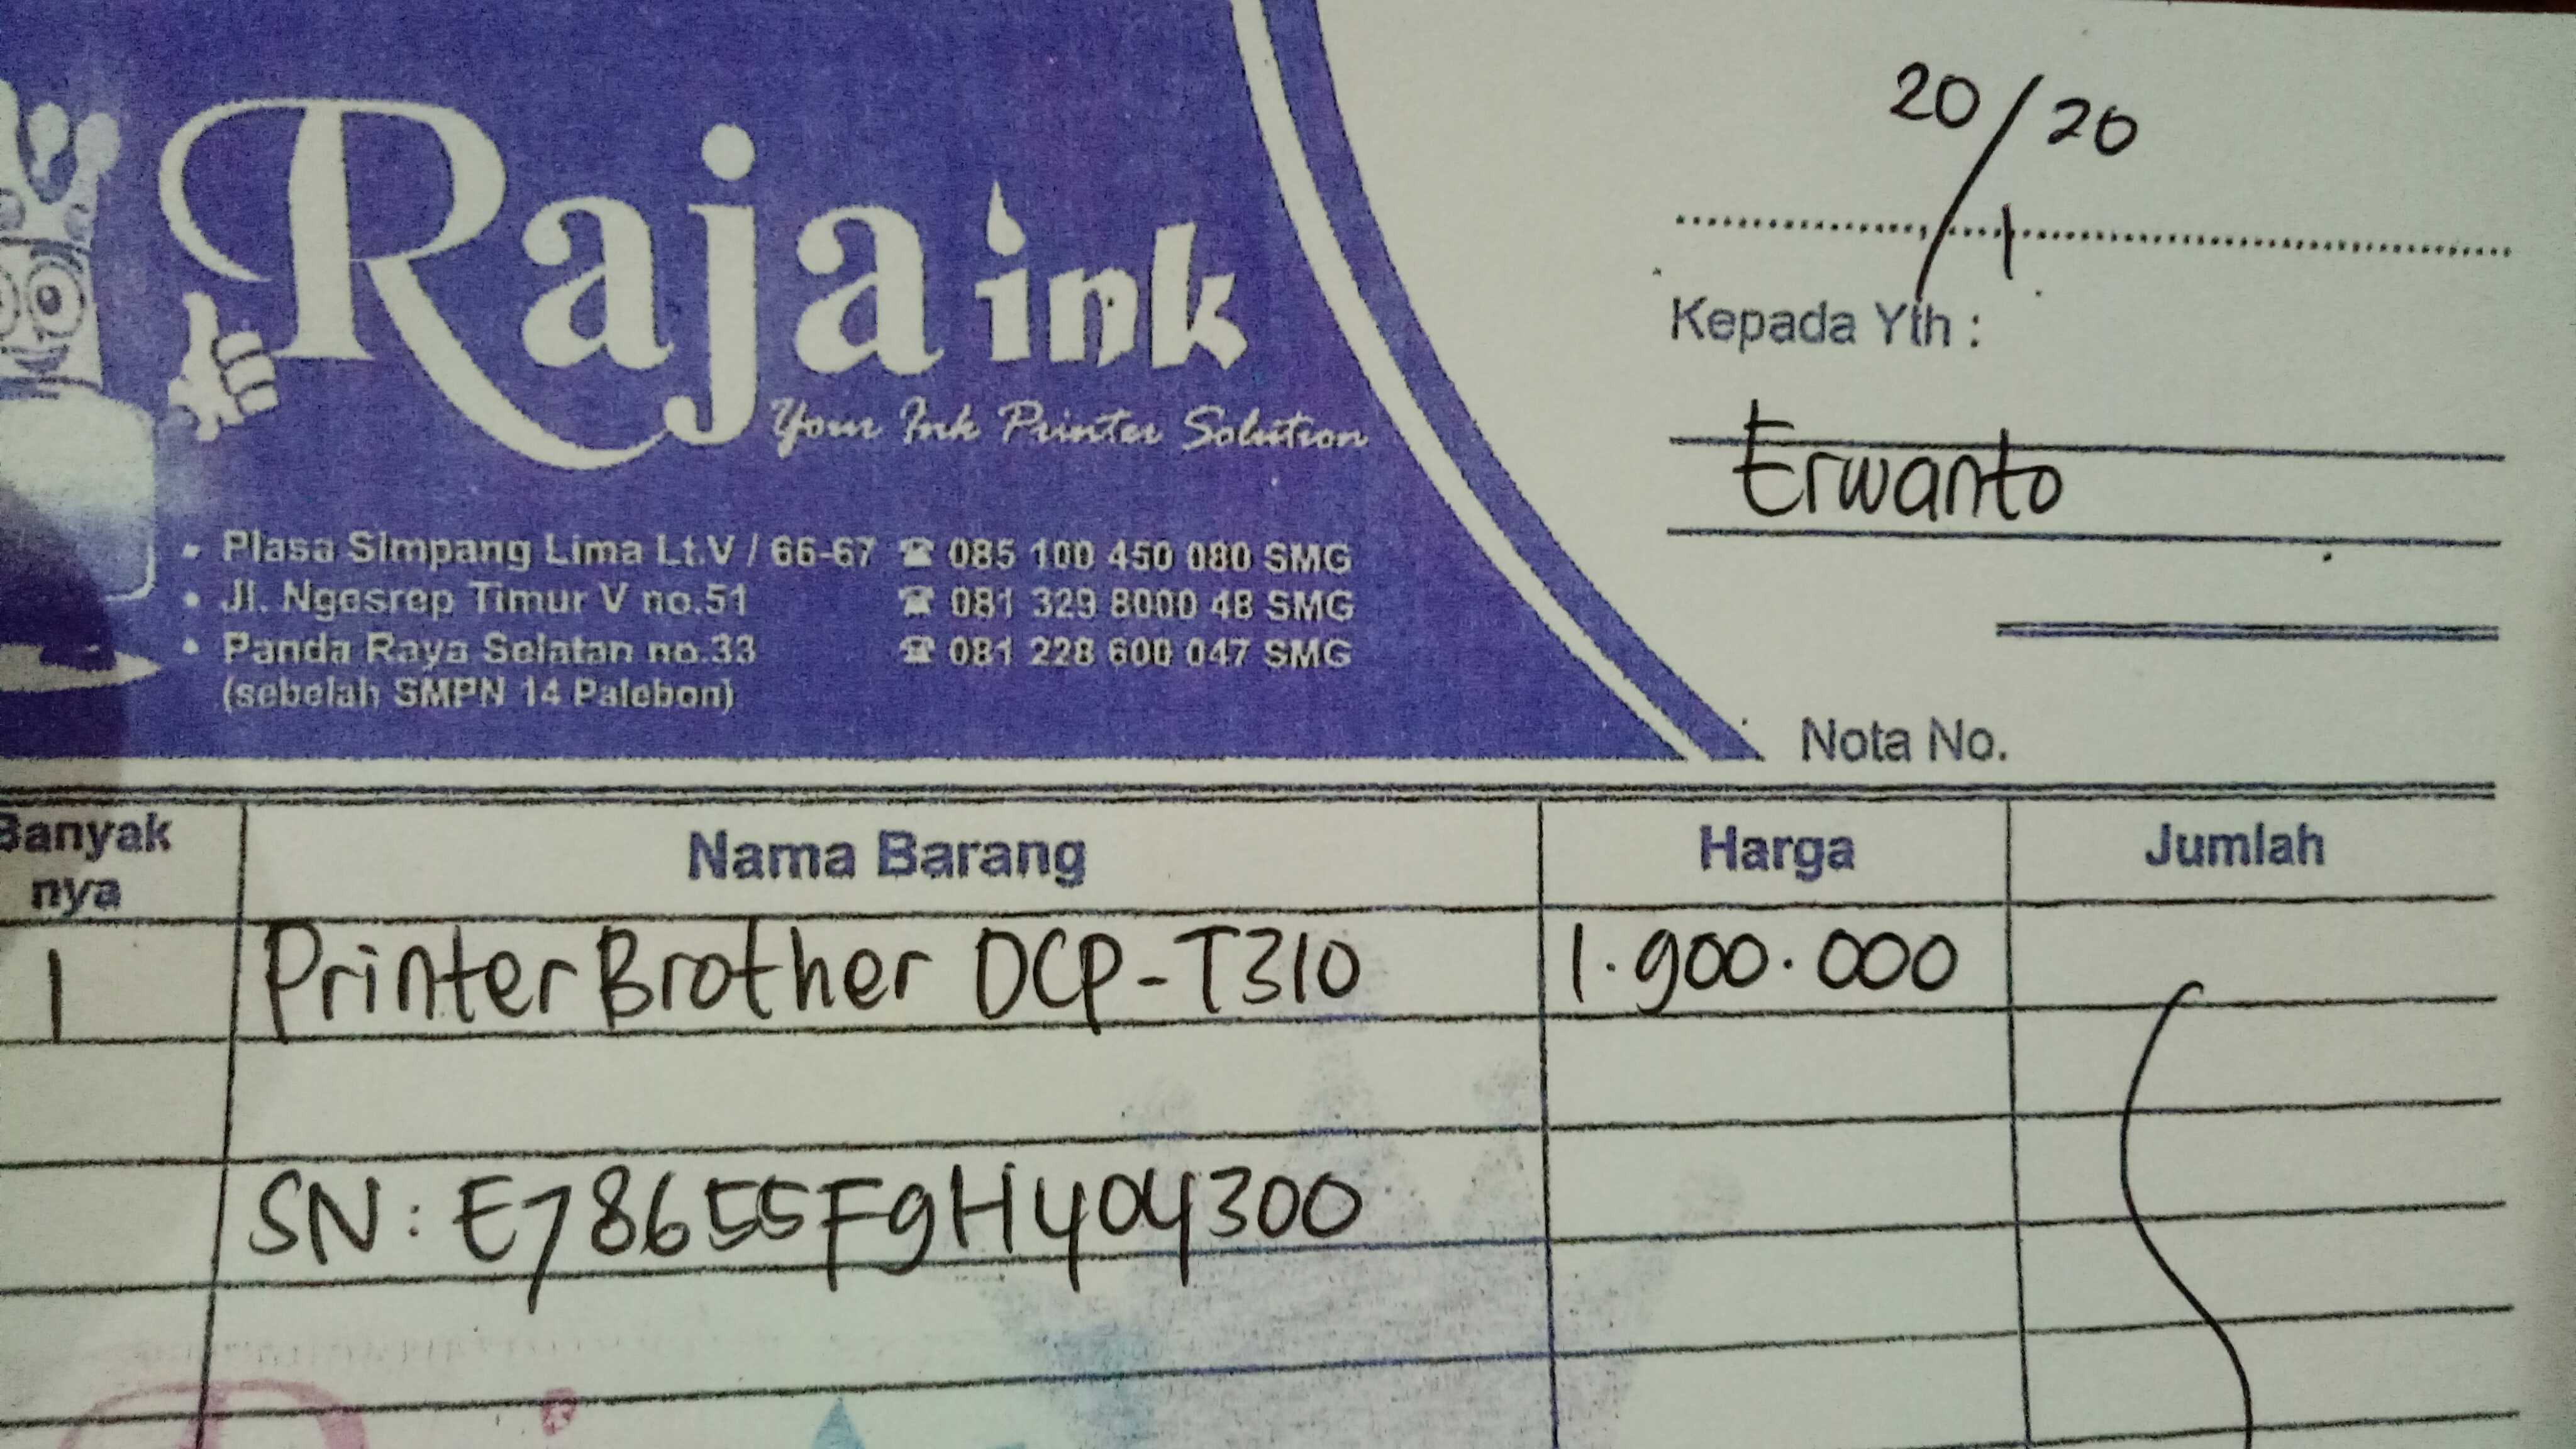 Raja ink
Your Ink Printer Solution
• Plasa Simpang Lima Lt.V / 66-67 ☎ 085 100 450 080 SMG
• Jl. Ngesrep Timur V no.51 ☎ 081 329 8000 48 SMG
• Panda Raya Selatan no.33 ☎ 081 228 600 047 SMG
(sebelah SMPN 14 Palebon)
20/1 20
Kepada Yth :
Erwanto
Nota No.
Banyak nya Nama Barang Harga Jumlah
1 Printer Brother DCP-T310 1.900.000
SN: E78655F9H404300